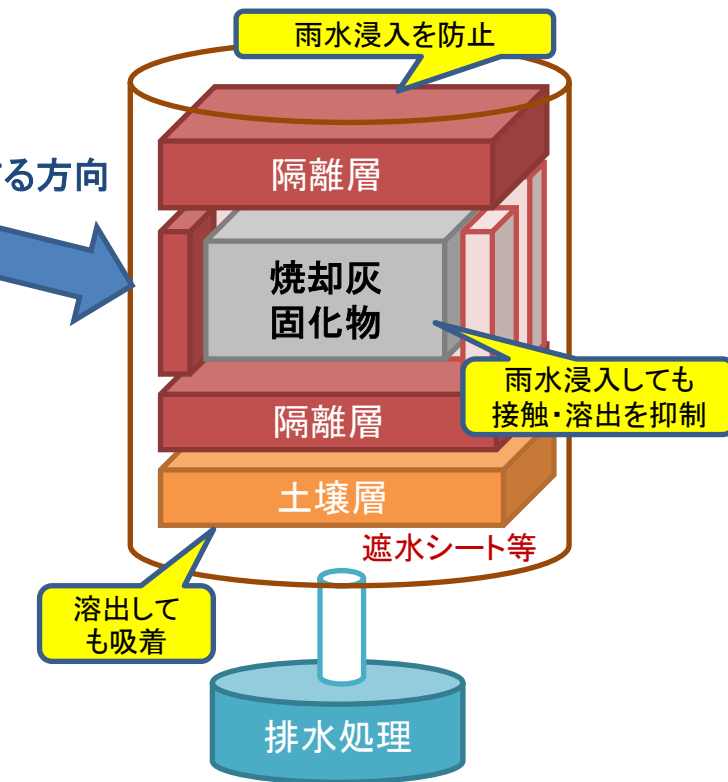 雨水浸入を防止
る方向
隔離層
焼却灰
固化物
雨水浸入しても
接触・溶出を抑制
隔離層
土壌層
遮水シート等
溶出して
も吸着
排水処理